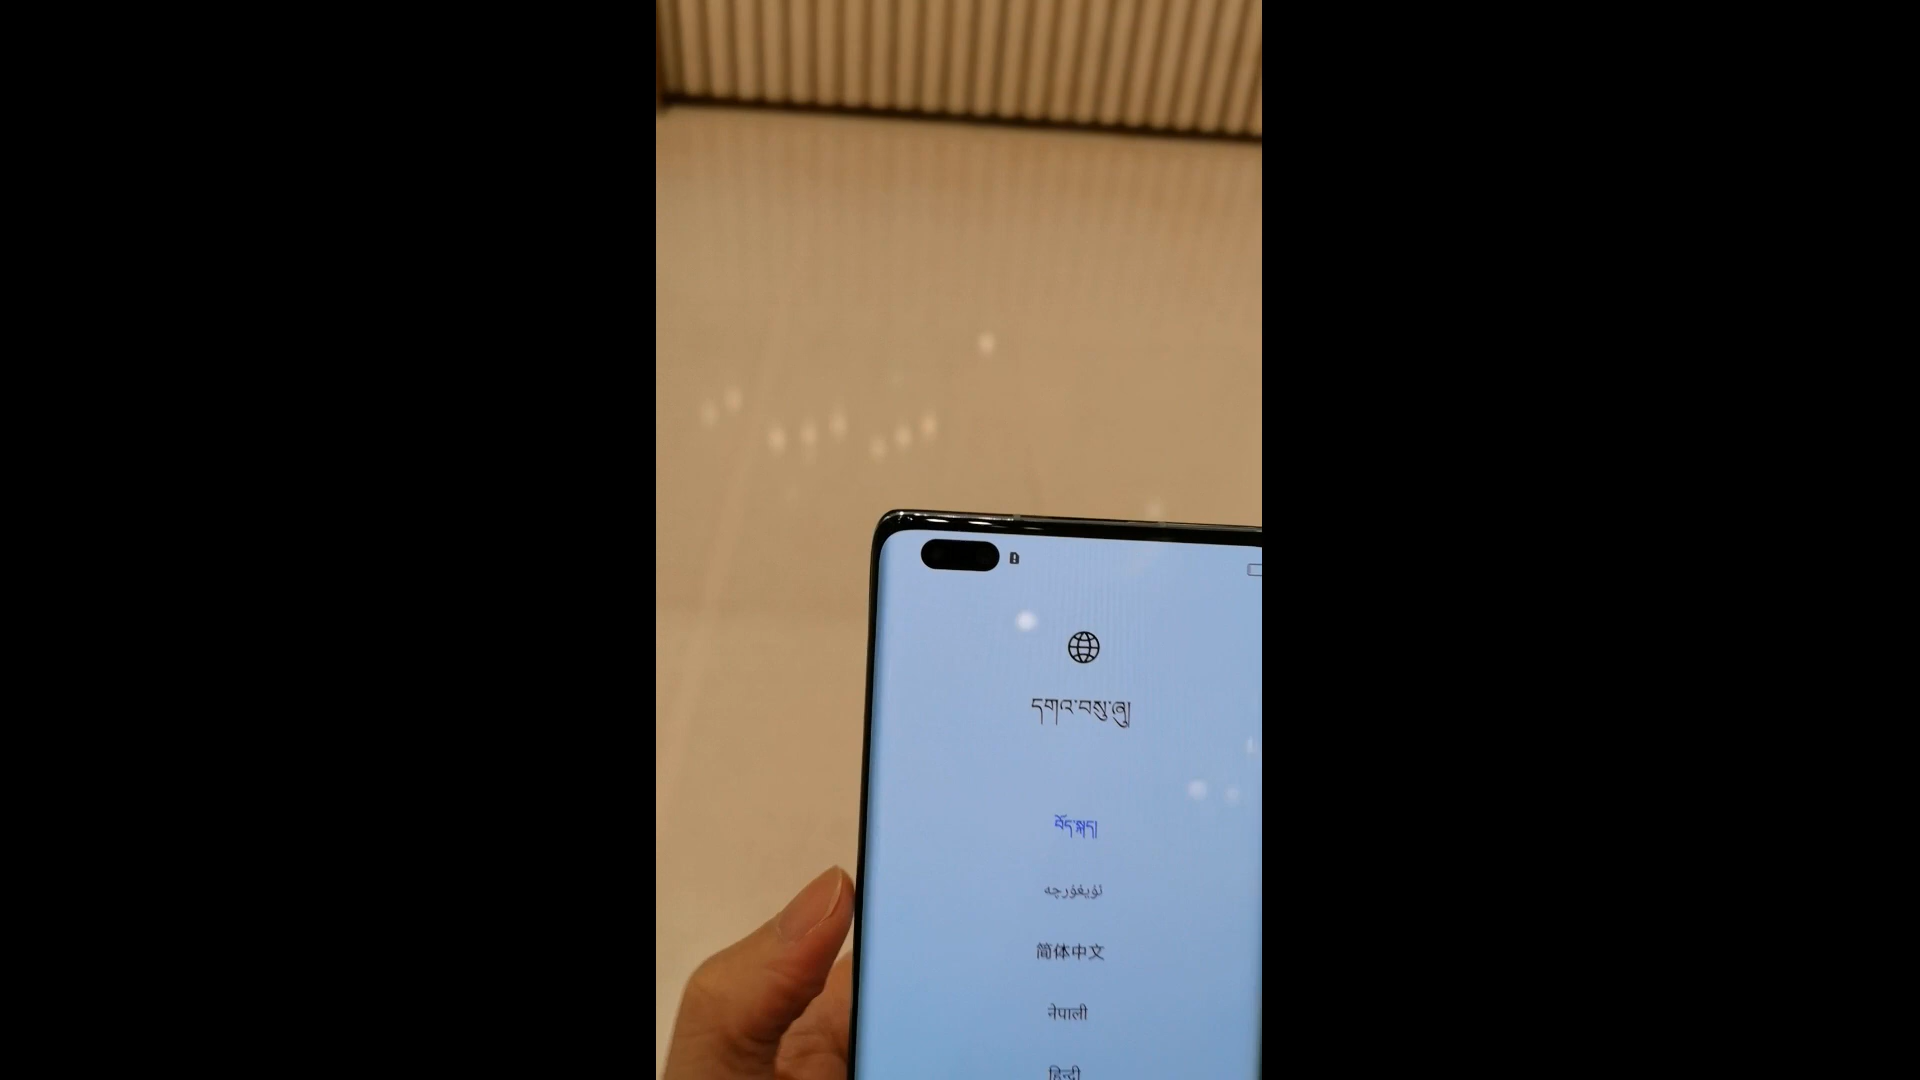 དགའ་བསུ་ཞུ།
བོད་སྐད།
ئۇيغۇرچە
简体中文
नेपाली
हिन्दी